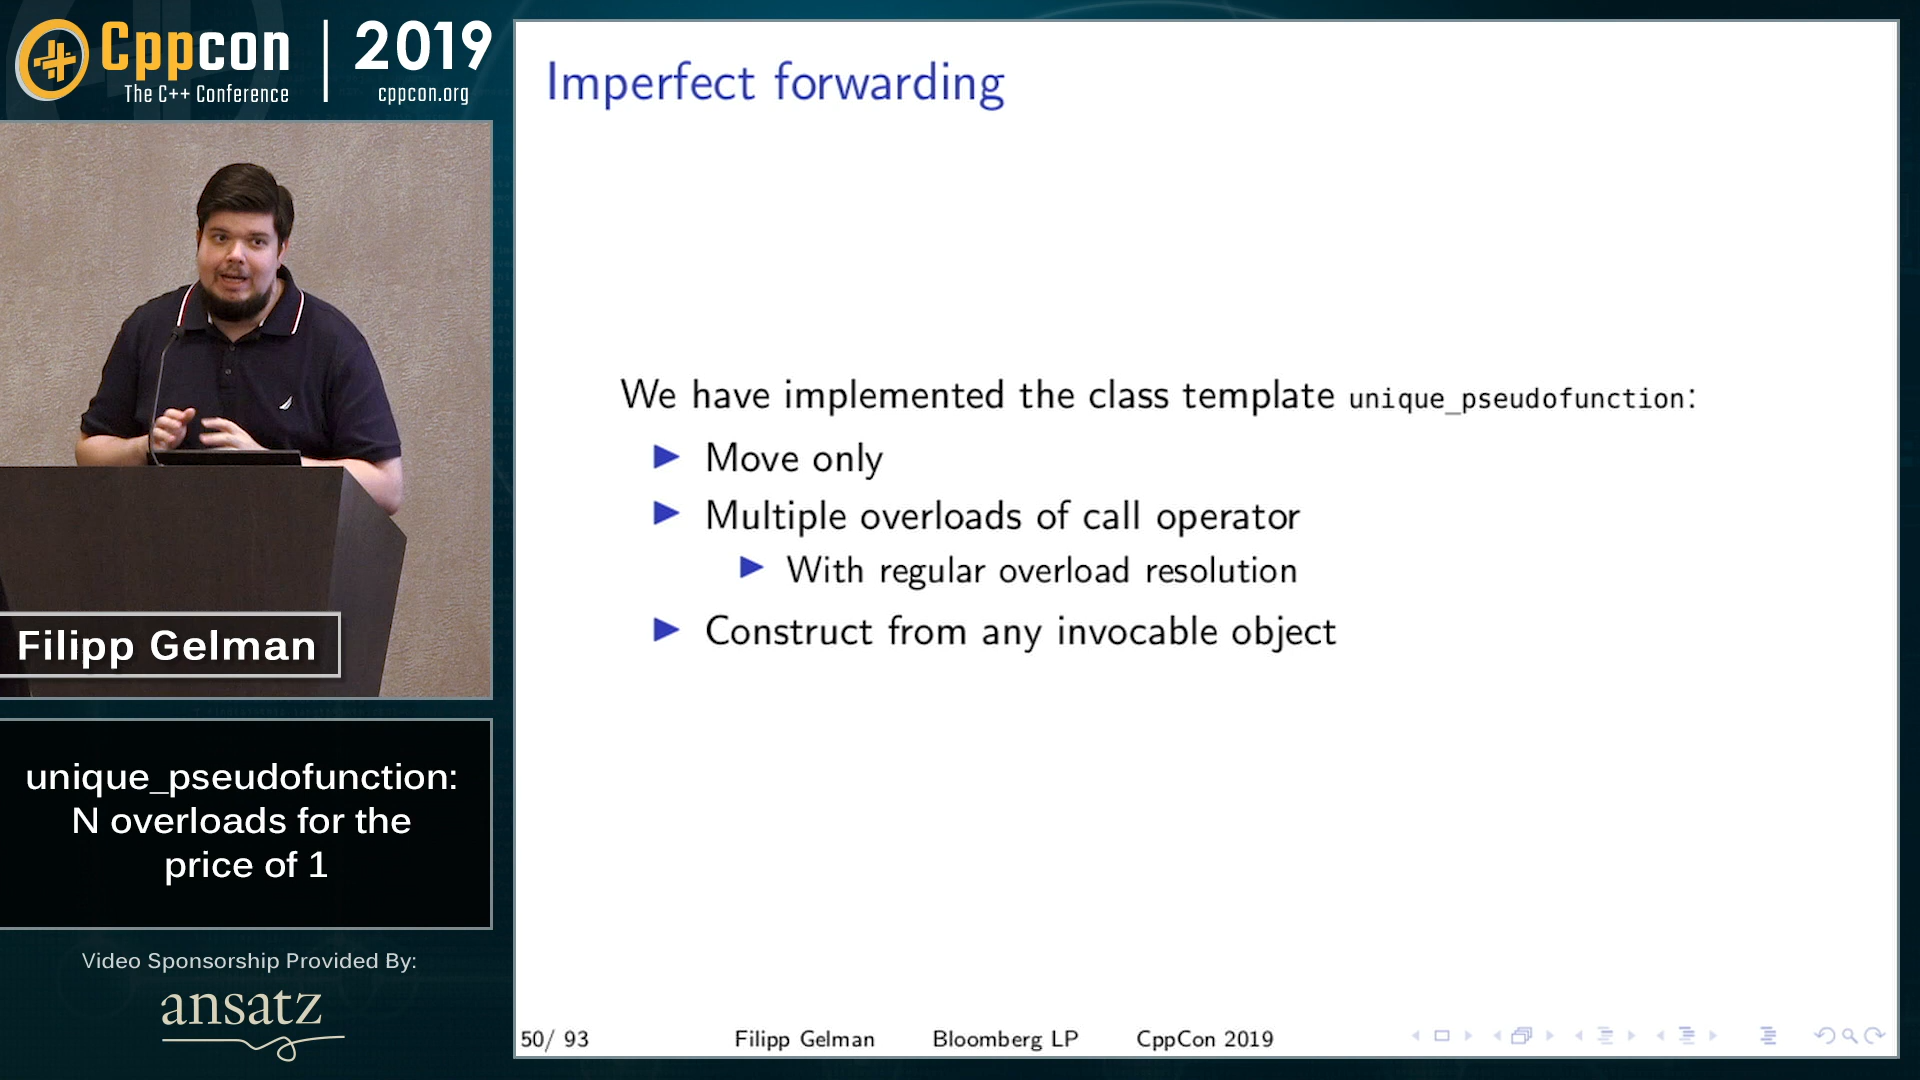 Cppcon
The C++ Conference
2019
cppcon.org
Filipp Gelman
unique_pseudofunction:
N overloads for the
price of 1
Video Sponsorship Provided By:
ansatz
Imperfect forwarding
We have implemented the class template unique_pseudofunction:
Move only
Multiple overloads of call operator
With regular overload resolution
Construct from any invocable object
50/ 93 Filipp Gelman Bloomberg LP CppCon 2019